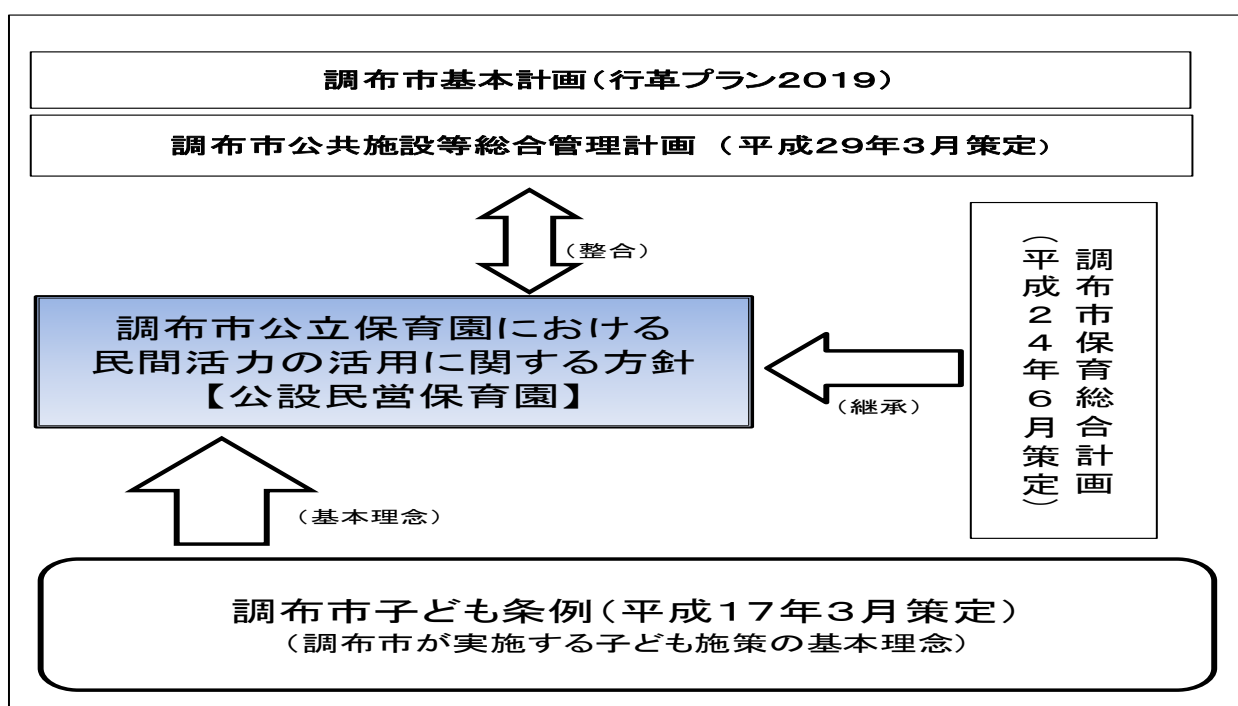 調布市基本計画（行革プラン２０１９）
調布市公共施設等総合管理計画 （平成２９年３月策定）
（整合）
調布市公立保育園における
民間活力の活用に関する方針
【公設民営保育園】
（継承）
調布市保育総合計画
（平成２４年６月策定）
（基本理念）
調布市子ども条例（平成１７年３月策定）
（調布市が実施する子ども施策の基本理念）